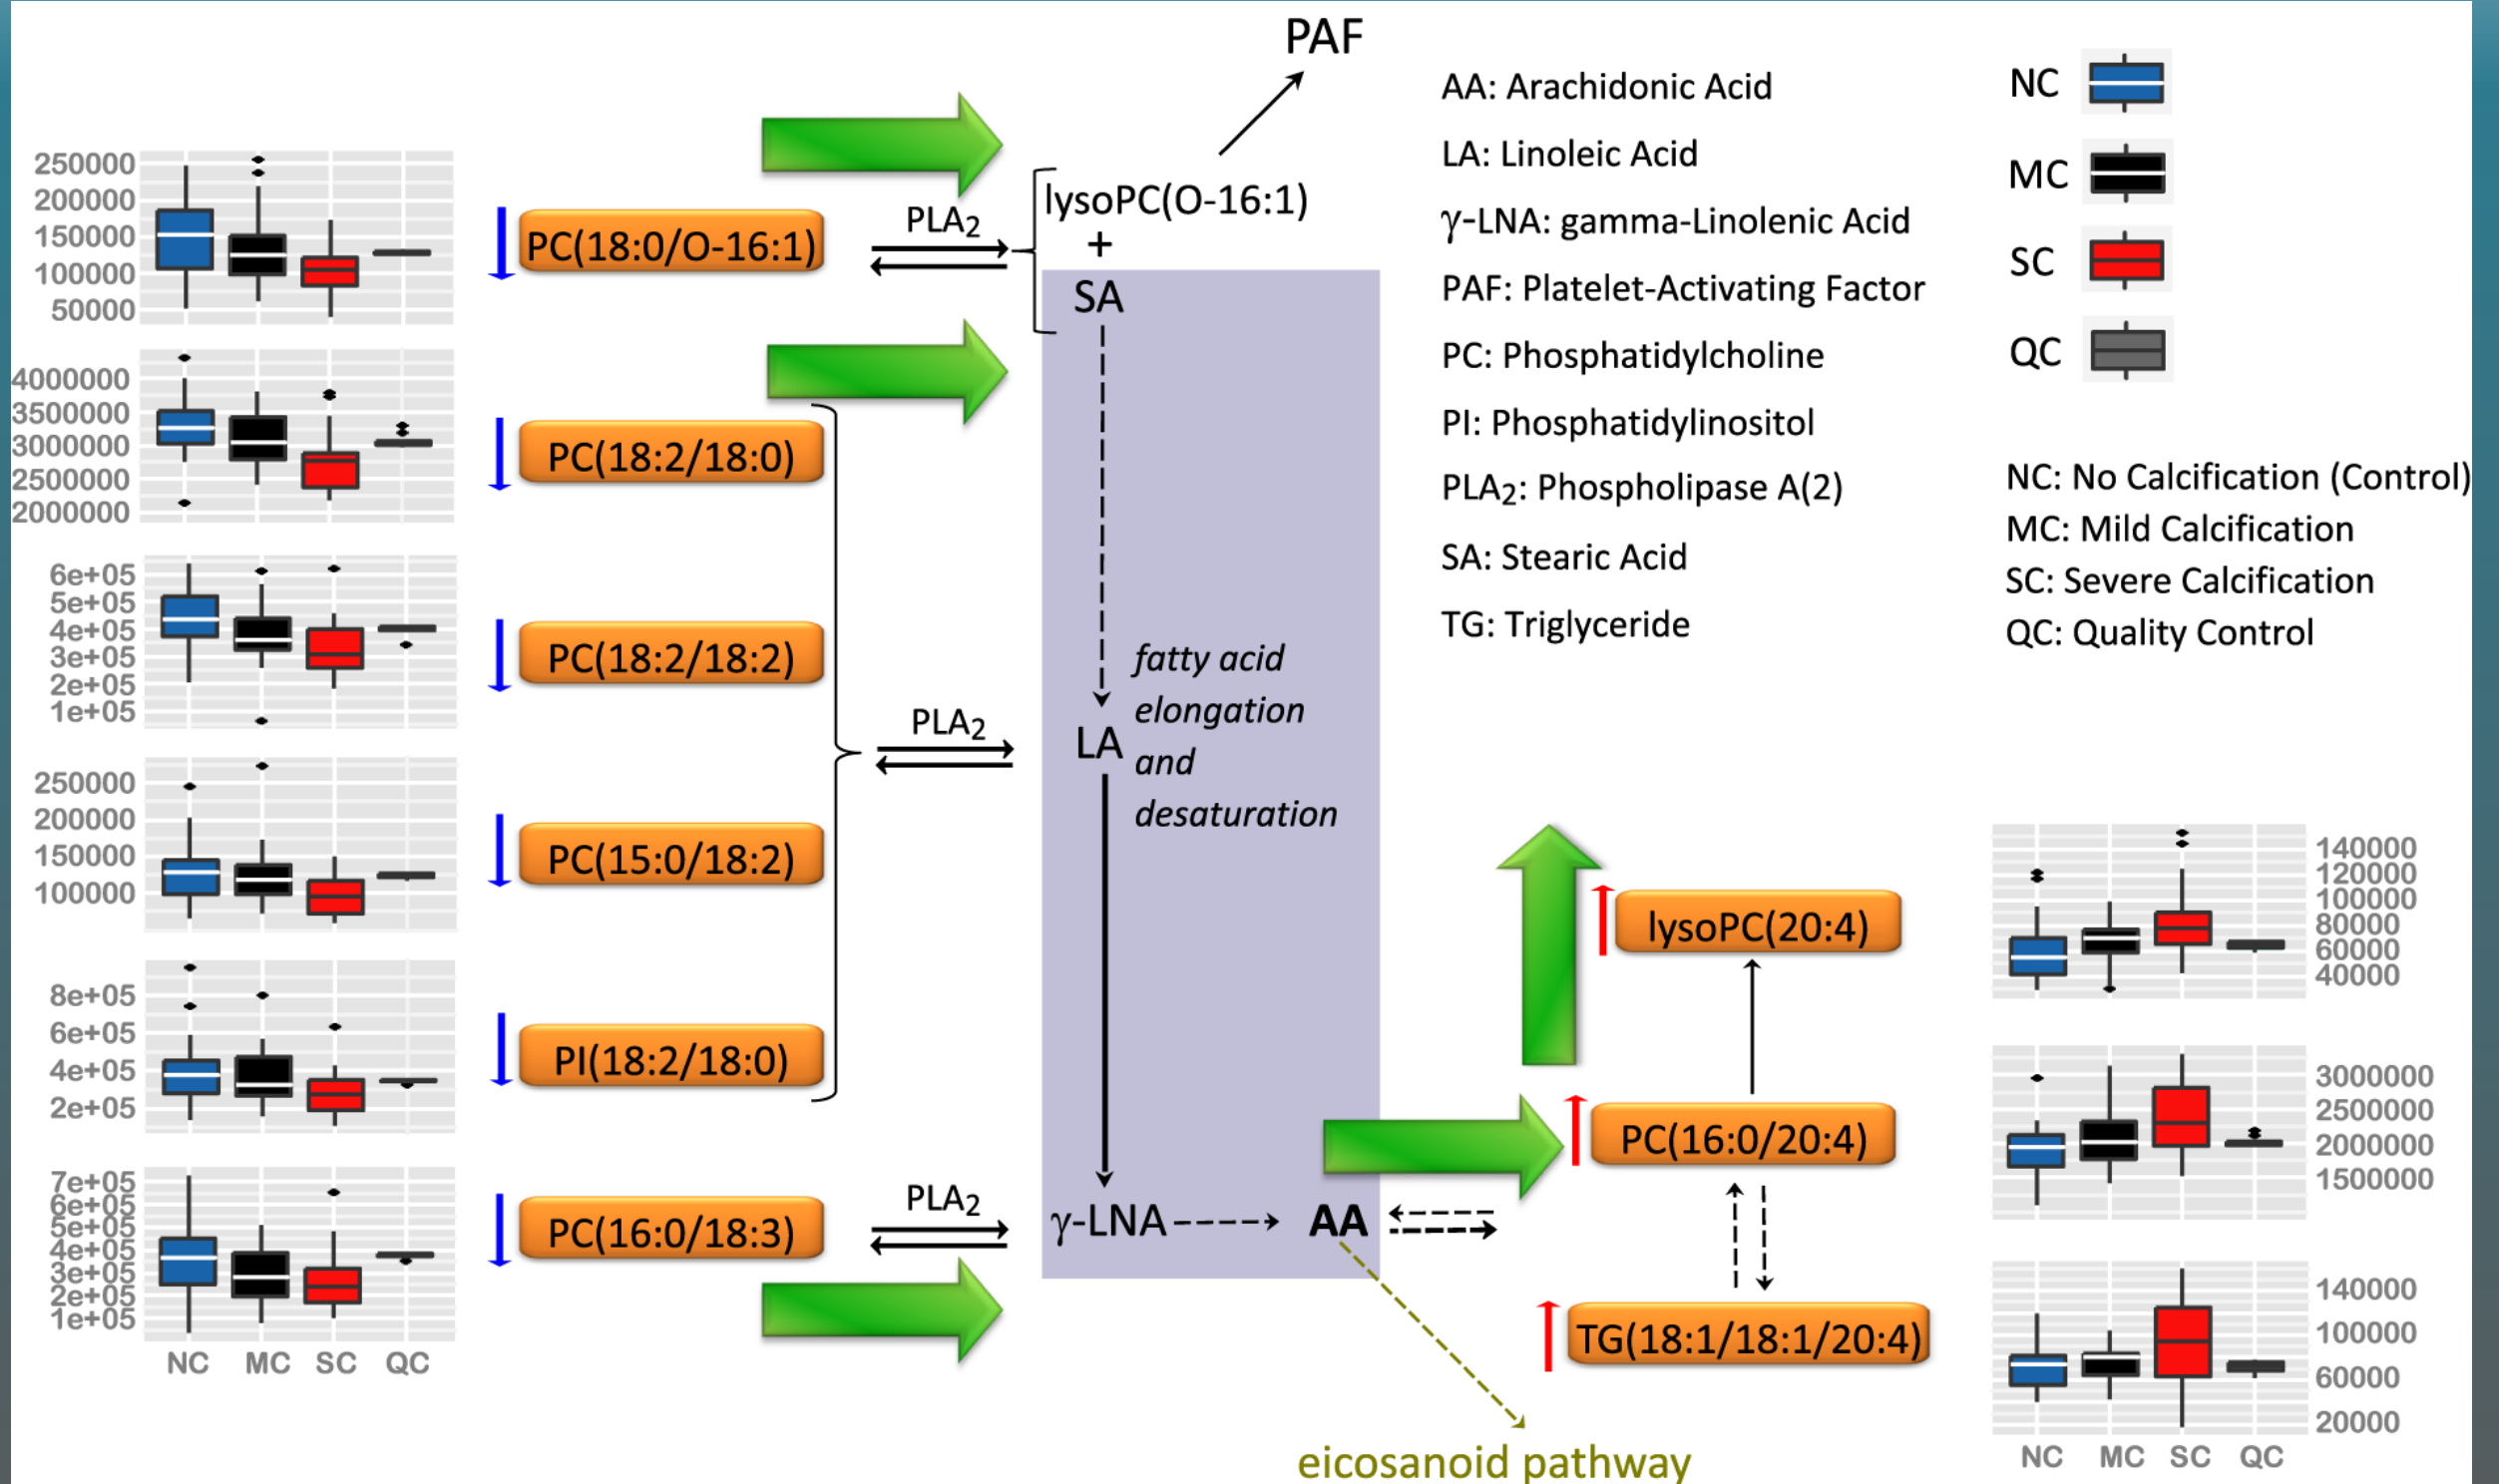 PAF
AA: Arachidonic Acid
LA: Linoleic Acid
γ-LNA: gamma-Linolenic Acid
PAF: Platelet-Activating Factor
PC: Phosphatidylcholine
PI: Phosphatidylinositol
PLA2: Phospholipase A(2)
SA: Stearic Acid
TG: Triglyceride
NC
MC
SC
QC
NC: No Calcification (Control)
MC: Mild Calcification
SC: Severe Calcification
QC: Quality Control
250000
200000
150000
100000
50000
PC(18:0/O-16:1)
PLA2
lysoPC(O-16:1)
+
SA
4000000
3500000
3000000
2500000
2000000
PC(18:2/18:0)
6e+05
5e+05
4e+05
3e+05
2e+05
1e+05
PC(18:2/18:2)
PLA2
LA
fatty acid
elongation
and
desaturation
250000
200000
150000
100000
PC(15:0/18:2)
8e+05
6e+05
4e+05
2e+05
PI(18:2/18:0)
7e+05
6e+05
5e+05
4e+05
3e+05
2e+05
1e+05
NC MC SC QC
PC(16:0/18:3)
PLA2
γ-LNA
AA
eicosanoid pathway
lysoPC(20:4)
140000
120000
100000
80000
60000
40000
PC(16:0/20:4)
3000000
2500000
2000000
1500000
TG(18:1/18:1/20:4)
140000
100000
60000
20000
NC MC SC QC